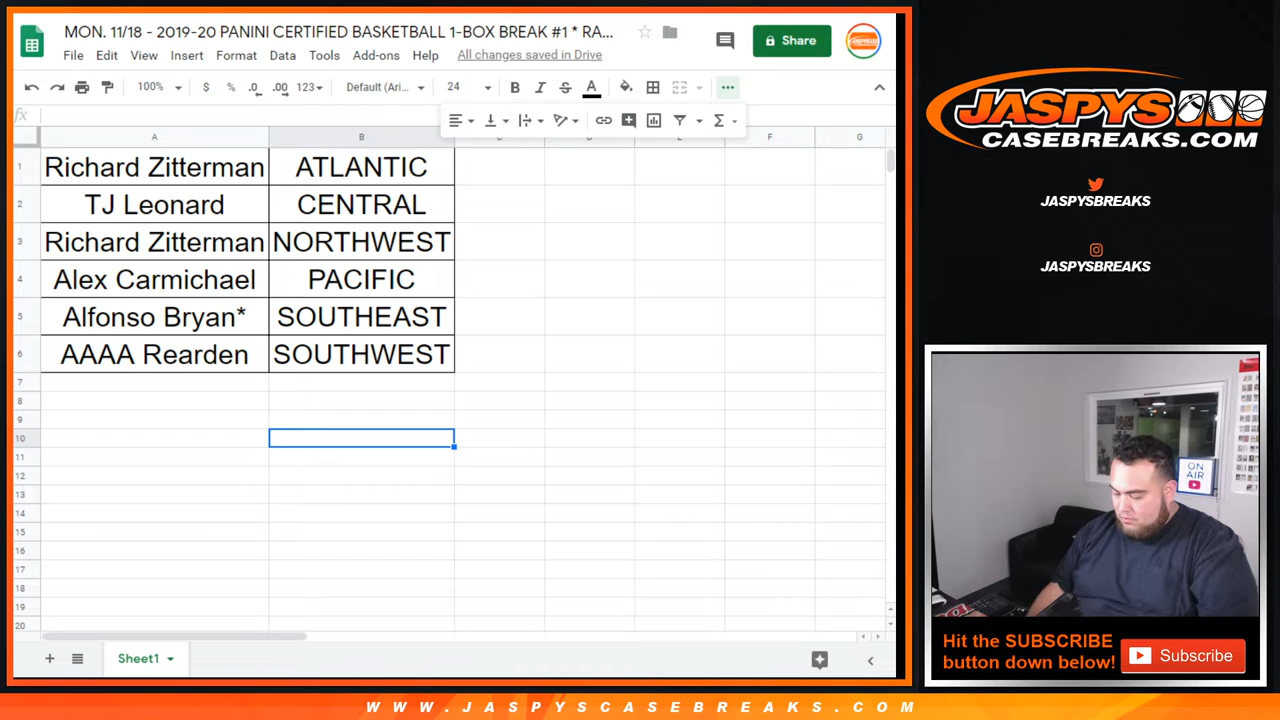 MON. 11/18 - 2019-20 PANINI CERTIFIED BASKETBALL 1-BOX BREAK #1 * RA...
Share
File Edit View Insert Format Data Tools Add-ons Help All changes saved in Drive
100% $ % .0 .00 123 Default (Ari... 24 B I S A
fx
A B F G
1 Richard Zitterman ATLANTIC
2 TJ Leonard CENTRAL
3 Richard Zitterman NORTHWEST
4 Alex Carmichael PACIFIC
5 Alfonso Bryan* SOUTHEAST
6 AAAA Rearden SOUTHWEST
7
8
9
10
11
12
13
14
15
16
17
18
19
20
Sheet1
JASPYS
CASEBREAKS.COM
JASPYSBREAKS
JASPYSBREAKS
ON
AIR
Hit the SUBSCRIBE
button down below!
Subscribe
WWW.JASPYSCASEBREAKS.COM